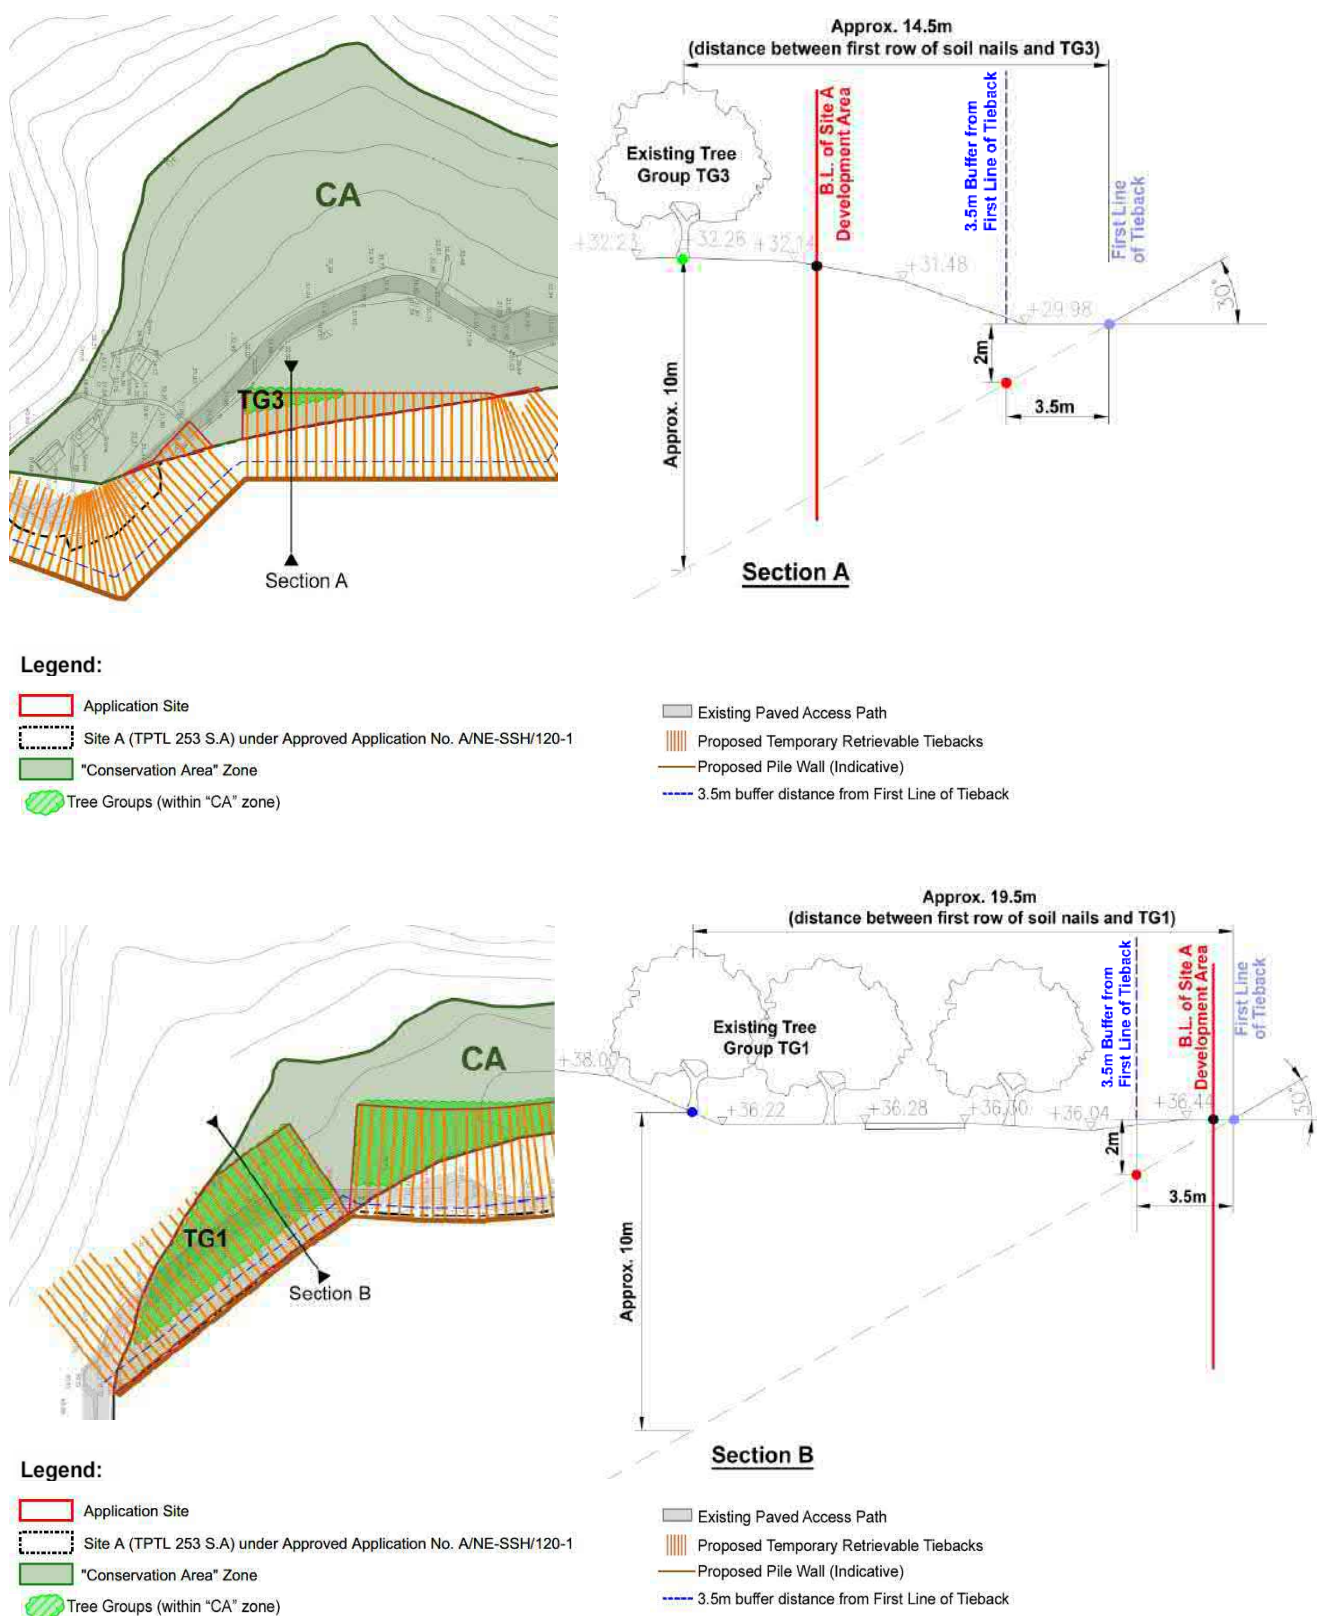 Approx. 14.5m
(distance between first row of soil nails and TG3)
CA
TG3
Section A
Existing Tree
Group TG3
B.L. of Site A
Development Area
3.5m Buffer from
First Line of Tieback
First Line
of Tieback
+32.23
+32.26
+32.14
+31.48
+29.98
30°
2m
3.5m
Approx. 10m
Section A
Legend:
Application Site
Site A (TPTL 253 S.A) under Approved Application No. A/NE-SSH/120-1
"Conservation Area" Zone
Tree Groups (within "CA" zone)
Existing Paved Access Path
Proposed Temporary Retrievable Tiebacks
Proposed Pile Wall (Indicative)
3.5m buffer distance from First Line of Tieback
Approx. 19.5m
(distance between first row of soil nails and TG1)
CA
TG1
Section B
Existing Tree
Group TG1
3.5m Buffer from
First Line of Tieback
B.L. of Site A
Development Area
First Line
of Tieback
+36.22
+36.28
+36.04
+36.44
30°
2m
3.5m
Approx. 10m
Section B
Legend:
Application Site
Site A (TPTL 253 S.A) under Approved Application No. A/NE-SSH/120-1
"Conservation Area" Zone
Tree Groups (within "CA" zone)
Existing Paved Access Path
Proposed Temporary Retrievable Tiebacks
Proposed Pile Wall (Indicative)
3.5m buffer distance from First Line of Tieback